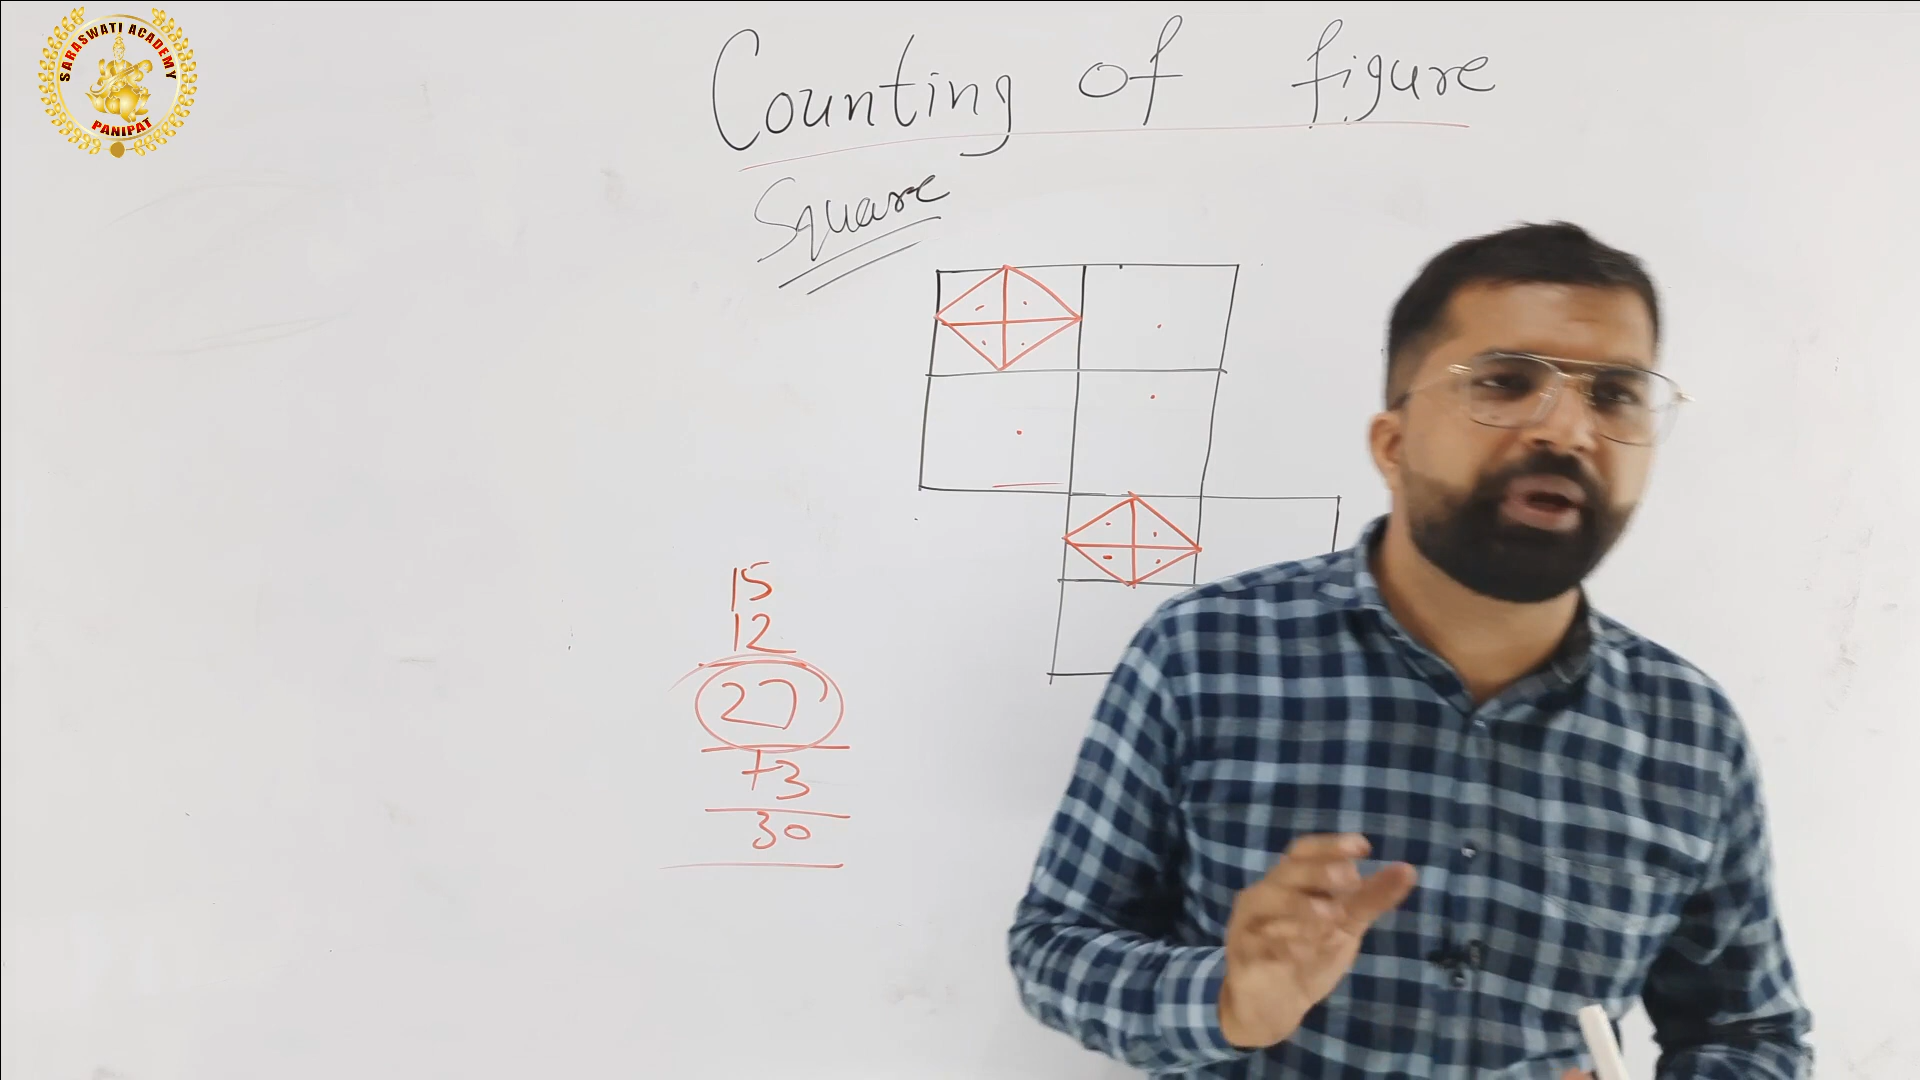 SARASWATI ACADEMY
PANIPAT
Counting of figure
Square
15
12
27
+3
30